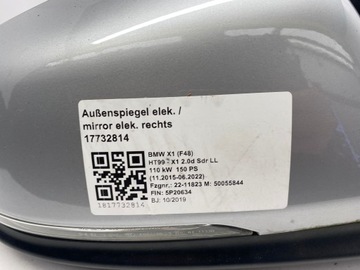 Außenspiegel elek. /
mirror elek. rechts
17732814
BMW X1 (F48)
X1 2.0d Sdr LL
110 kW 150 PS
(11.2015-06.2022)
Fzgnr.: 22-11823 M: 50055844
FIN: 5P20634
BJ: 10/2019
1817732814